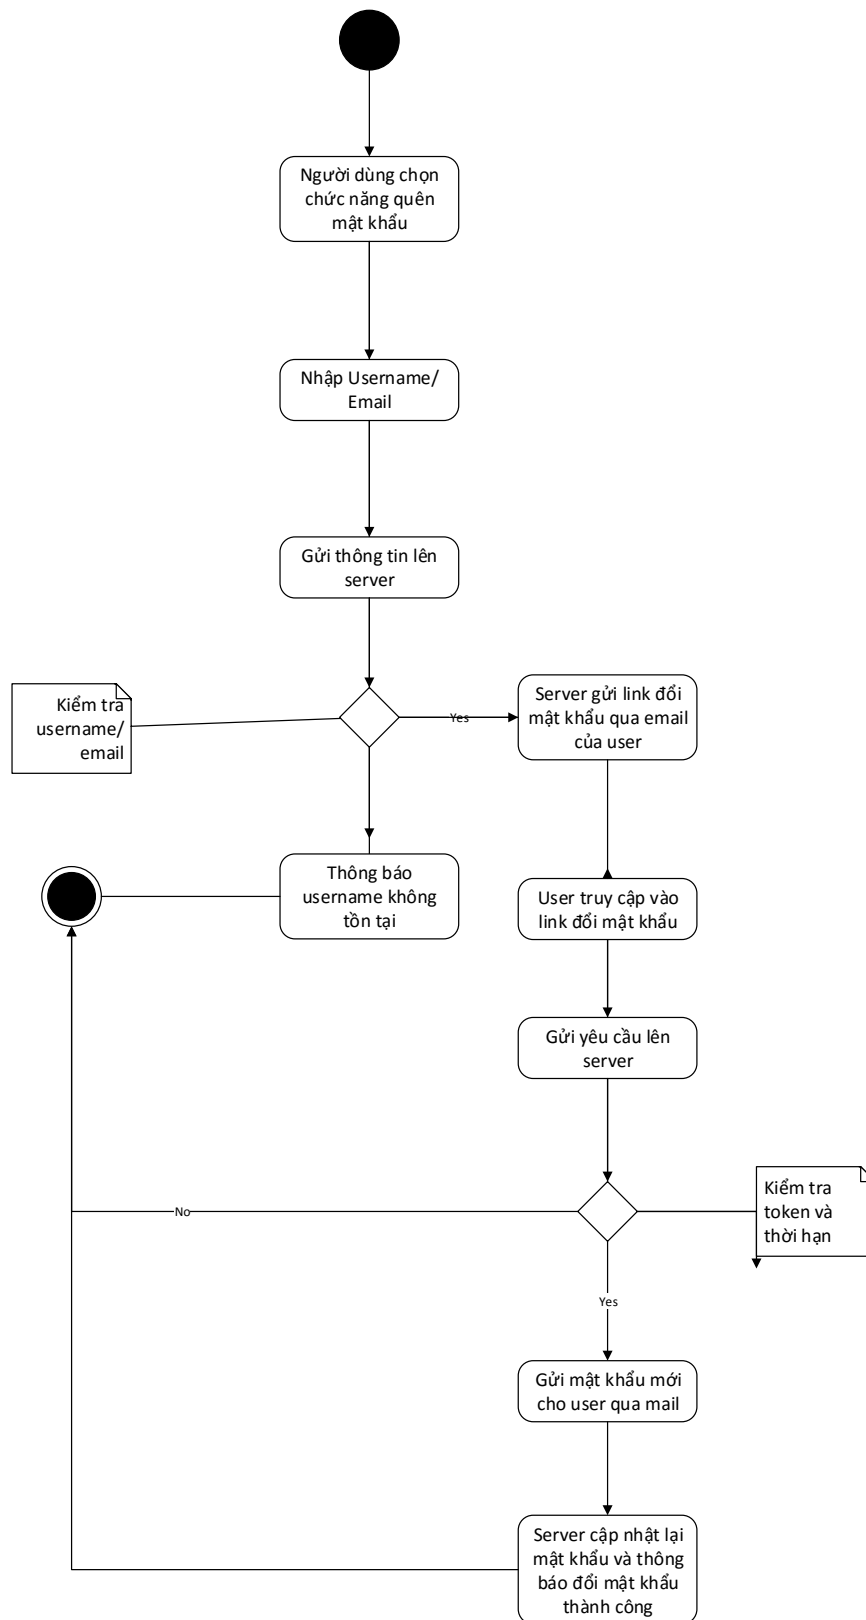 Người dùng chọn
chức năng quên
mật khẩu
Nhập Username/
Email
Gửi thông tin lên
server
Kiểm tra
username/
email
Yes
Server gửi link đổi
mật khẩu qua email
của user
Thông báo
username không
tồn tại
User truy cập vào
link đổi mật khẩu
Gửi yêu cầu lên
server
No
Kiểm tra
token và
thời hạn
Yes
Gửi mật khẩu mới
cho user qua mail
Server cập nhật lại
mật khẩu và thông
báo đổi mật khẩu
thành công